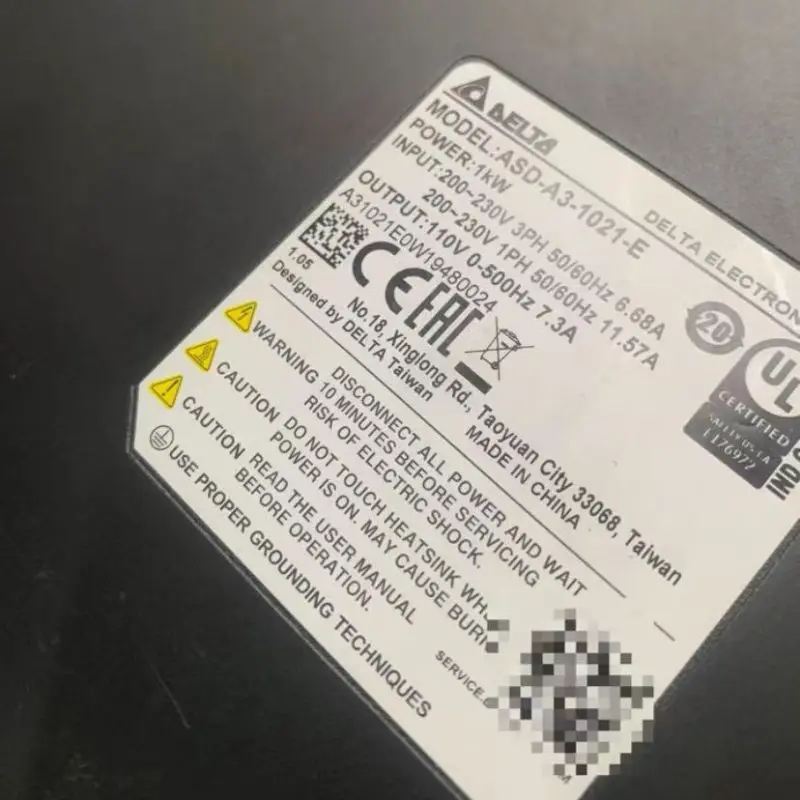 DELTA
DELTA ELECTRON
MODEL:ASD-A3-1021-E
POWER:1kW
INPUT:200~230V 3PH 50/60Hz 6.68A
200~230V 1PH 50/60Hz 11.57A
OUTPUT:110V 0-500Hz 7.3A
A31021E0W19480024
1.05
CE EAC
20
UL
CERTIFIED
E176977
No.18, Xinglong Rd., Taoyuan City 33068, Taiwan
Designed by DELTA Taiwan
MADE IN CHINA
WARNING DISCONNECT ALL POWER AND WAIT
10 MINUTES BEFORE SERVICING
RISK OF ELECTRIC SHOCK.
CAUTION DO NOT TOUCH HEATSINK WH
POWER IS ON. MAY CAUSE BURN
CAUTION READ THE USER MANUAL
BEFORE OPERATION.
USE PROPER GROUNDING TECHNIQUES
SERVICE.